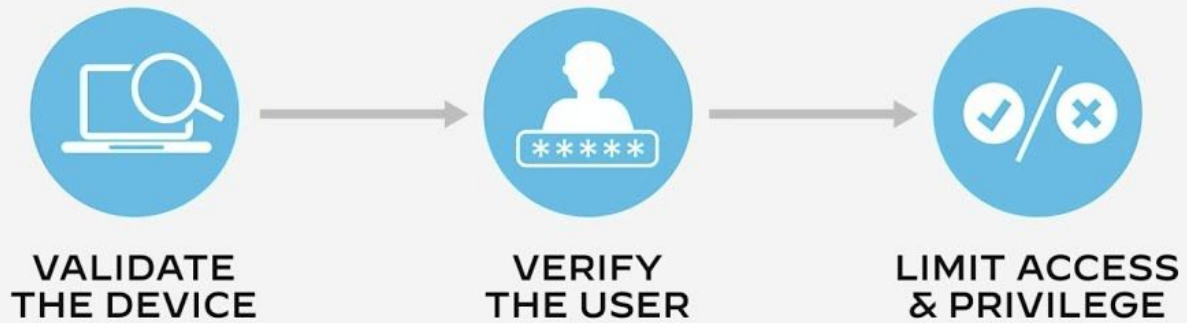 *****
VALIDATE
THE DEVICE
VERIFY
THE USER
LIMIT ACCESS
& PRIVILEGE